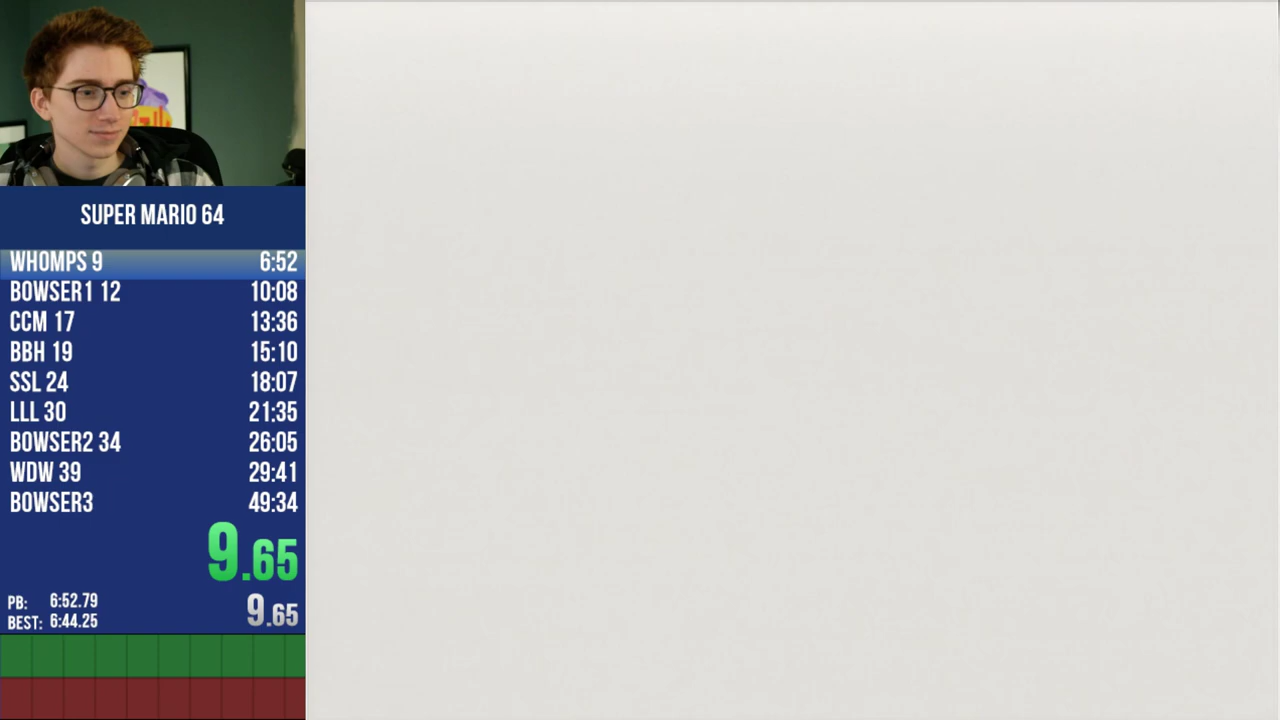 SUPER MARIO 64
WHOMPS 9 6:52
BOWSER1 12 10:08
CCM 17 13:36
BBH 19 15:10
SSL 24 18:07
LLL 30 21:35
BOWSER2 34 26:05
WDW 39 29:41
BOWSER3 49:34
9.65
PB: 6:52.79
BEST: 6:44.25
9.65